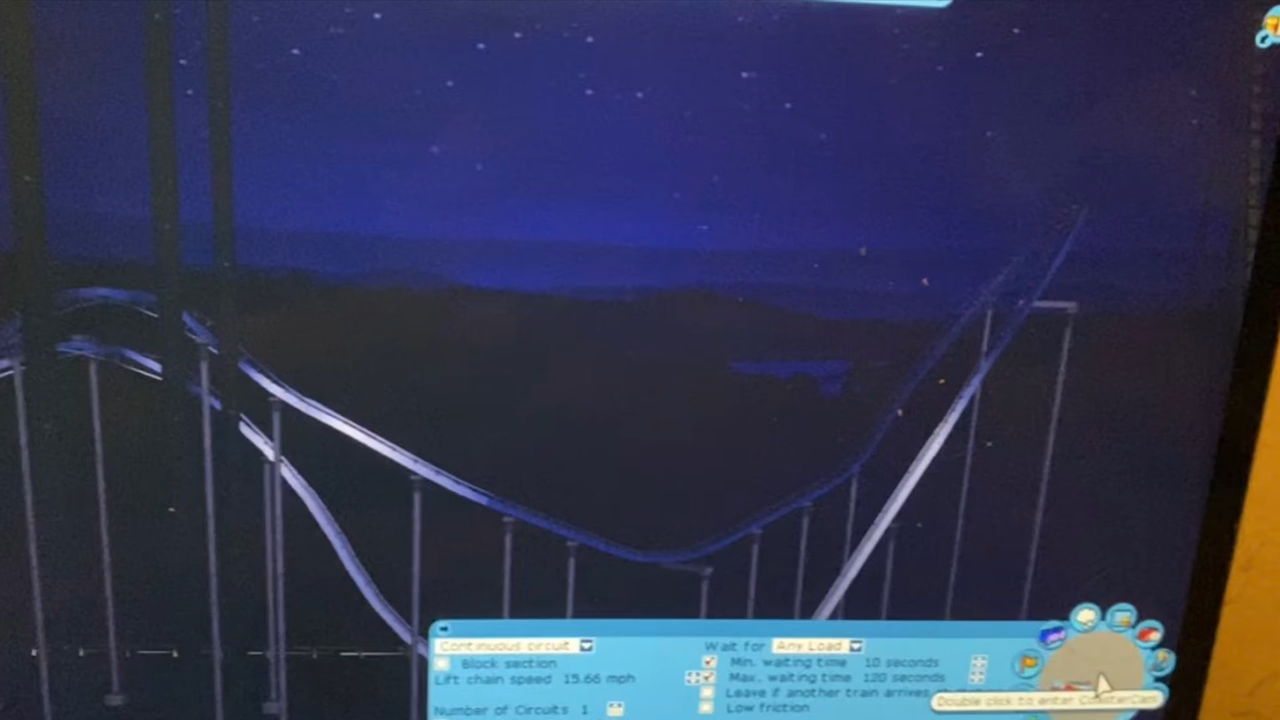 Continuous circuit
Wait for Any Load
Block section
Min. waiting time 10 seconds
Lift chain speed 15.66 mph
Max. waiting time 120 seconds
Leave if another train arrives
Number of Circuits 1
Low friction
Double click to enter CoasterCam